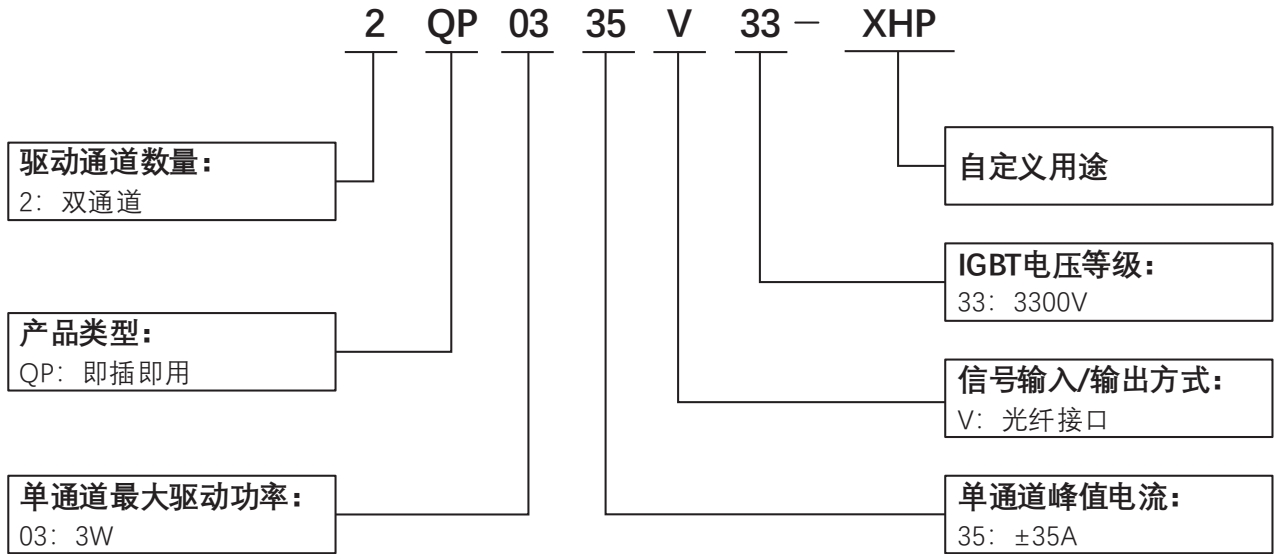 2 QP 03 35 V 33 — XHP
驱动通道数量：
2：双通道
产品类型：
QP：即插即用
单通道最大驱动功率：
03：3W
自定义用途
IGBT电压等级：
33：3300V
信号输入/输出方式：
V：光纤接口
单通道峰值电流：
35：±35A